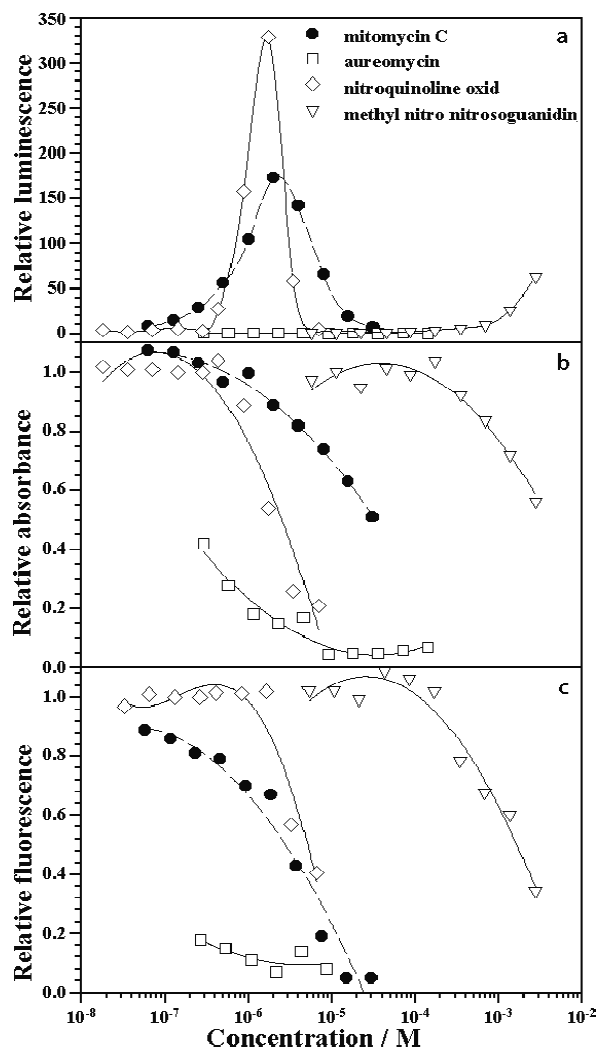 350
300
250
200
150
100
50
0
Relative luminescence
a
mitomycin C
aureomycin
nitroquinoline oxid
methyl nitro nitrosoguanidin
1.0
0.8
0.6
0.4
0.2
0.0
Relative absorbance
b
1.0
0.8
0.6
0.4
0.2
0.0
Relative fluorescence
c
10-8 10-7 10-6 10-5 10-4 10-3 10-2
Concentration / M